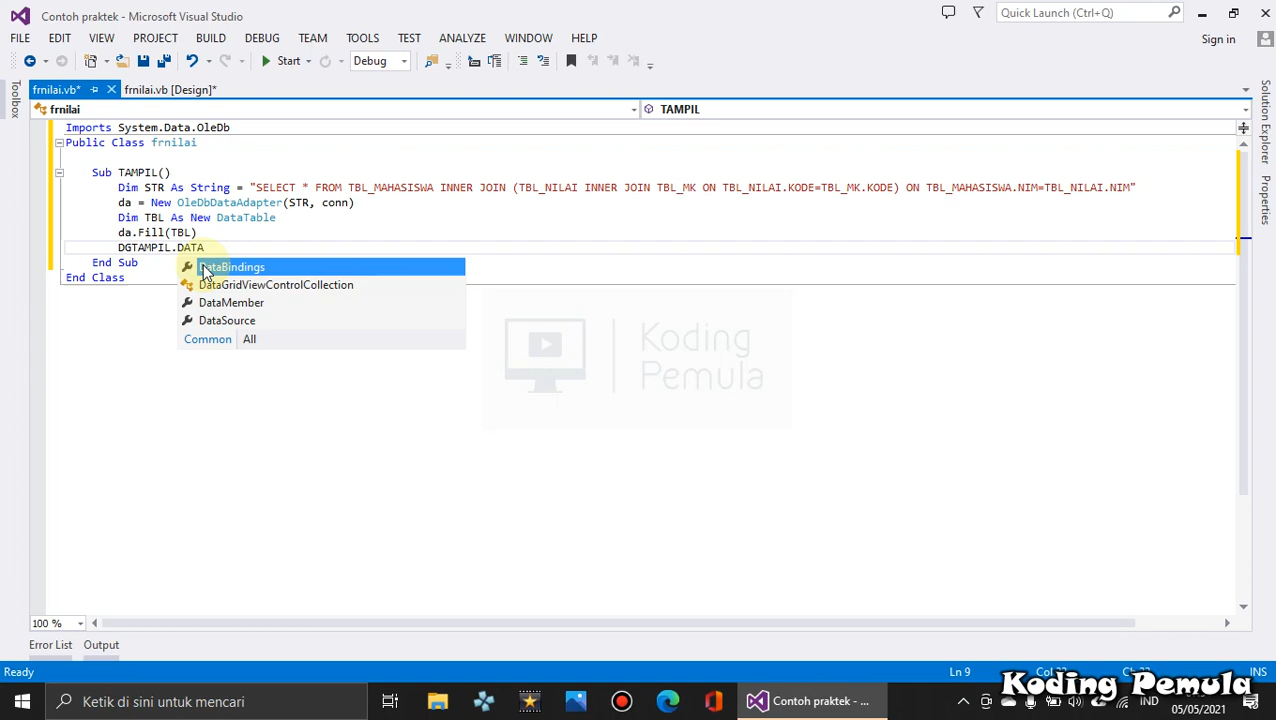 Contoh praktek - Microsoft Visual Studio
Quick Launch (Ctrl+Q)
FILE EDIT VIEW PROJECT BUILD DEBUG TEAM TOOLS TEST ANALYZE WINDOW HELP
Sign in
Start
Debug
frnilai.vb*
frnilai.vb [Design]*
Toolbox
Solution Explorer
Properties
frnilai
TAMPIL
Imports System.Data.OleDb
Public Class frnilai
Sub TAMPIL()
Dim STR As String = "SELECT * FROM TBL_MAHASISWA INNER JOIN (TBL_NILAI INNER JOIN TBL_MK ON TBL_NILAI.KODE=TBL_MK.KODE) ON TBL_MAHASISWA.NIM=TBL_NILAI.NIM"
da = New OleDbDataAdapter(STR, conn)
Dim TBL As New DataTable
da.Fill(TBL)
DGTAMPIL.DATA
End Sub
End Class
DataBindings
DataGridViewControlCollection
DataMember
DataSource
Common All
Koding
Pemula
100 %
Error List Output
Ready
Ln 9
INS
Koding Pemula
Ketik di sini untuk mencari
Contoh praktek - ...
IND
05/05/2021